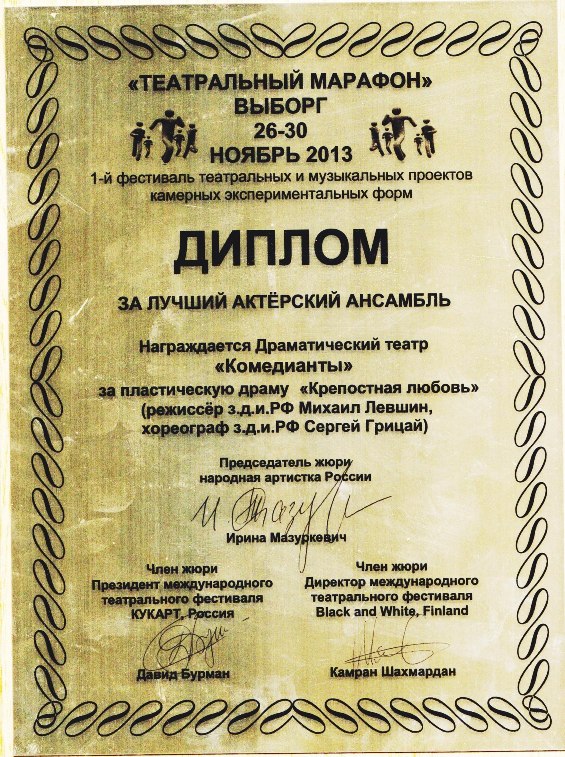 «ТЕАТРАЛЬНЫЙ МАРАФОН»
ВЫБОРГ
26-30
НОЯБРЬ 2013
1-й фестиваль театральных и музыкальных проектов
камерных экспериментальных форм
ДИПЛОМ
ЗА ЛУЧШИЙ АКТЁРСКИЙ АНСАМБЛЬ
Награждается Драматический театр
«Комедианты»
за пластическую драму «Крепостная любовь»
(режиссёр з.д.и.РФ Михаил Левшин,
хореограф з.д.и.РФ Сергей Грицай)
Председатель жюри
народная артистка России
Ирина Мазуркевич
Член жюри
Президент международного
театрального фестиваля
КУКАРТ, Россия
Давид Бурман
Член жюри
Директор международного
театрального фестиваля
Black and White, Finland
Камран Шахмардан